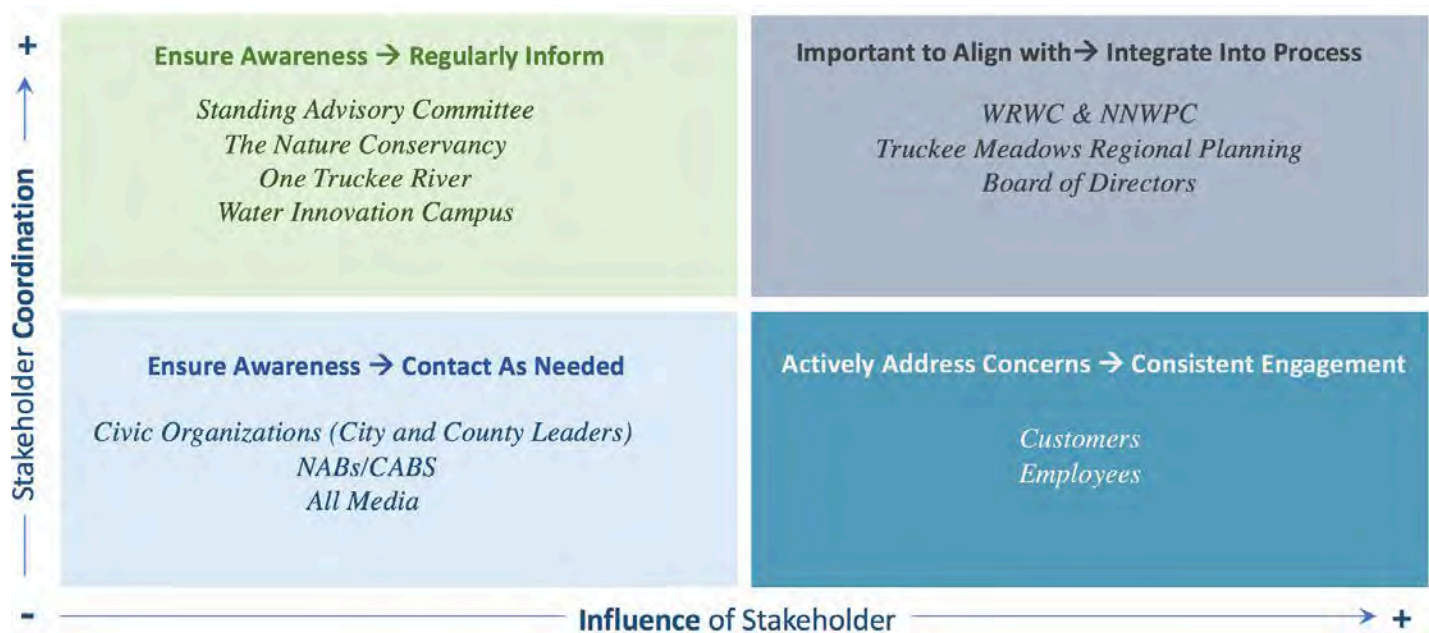 +
Stakeholder Coordination
Ensure Awareness → Regularly Inform
Standing Advisory Committee
The Nature Conservancy
One Truckee River
Water Innovation Campus
Important to Align with→ Integrate Into Process
WRWC & NNWPC
Truckee Meadows Regional Planning
Board of Directors
Ensure Awareness → Contact As Needed
Civic Organizations (City and County Leaders)
NABs/CABS
All Media
Actively Address Concerns → Consistent Engagement
Customers
Employees
-
Influence of Stakeholder
+